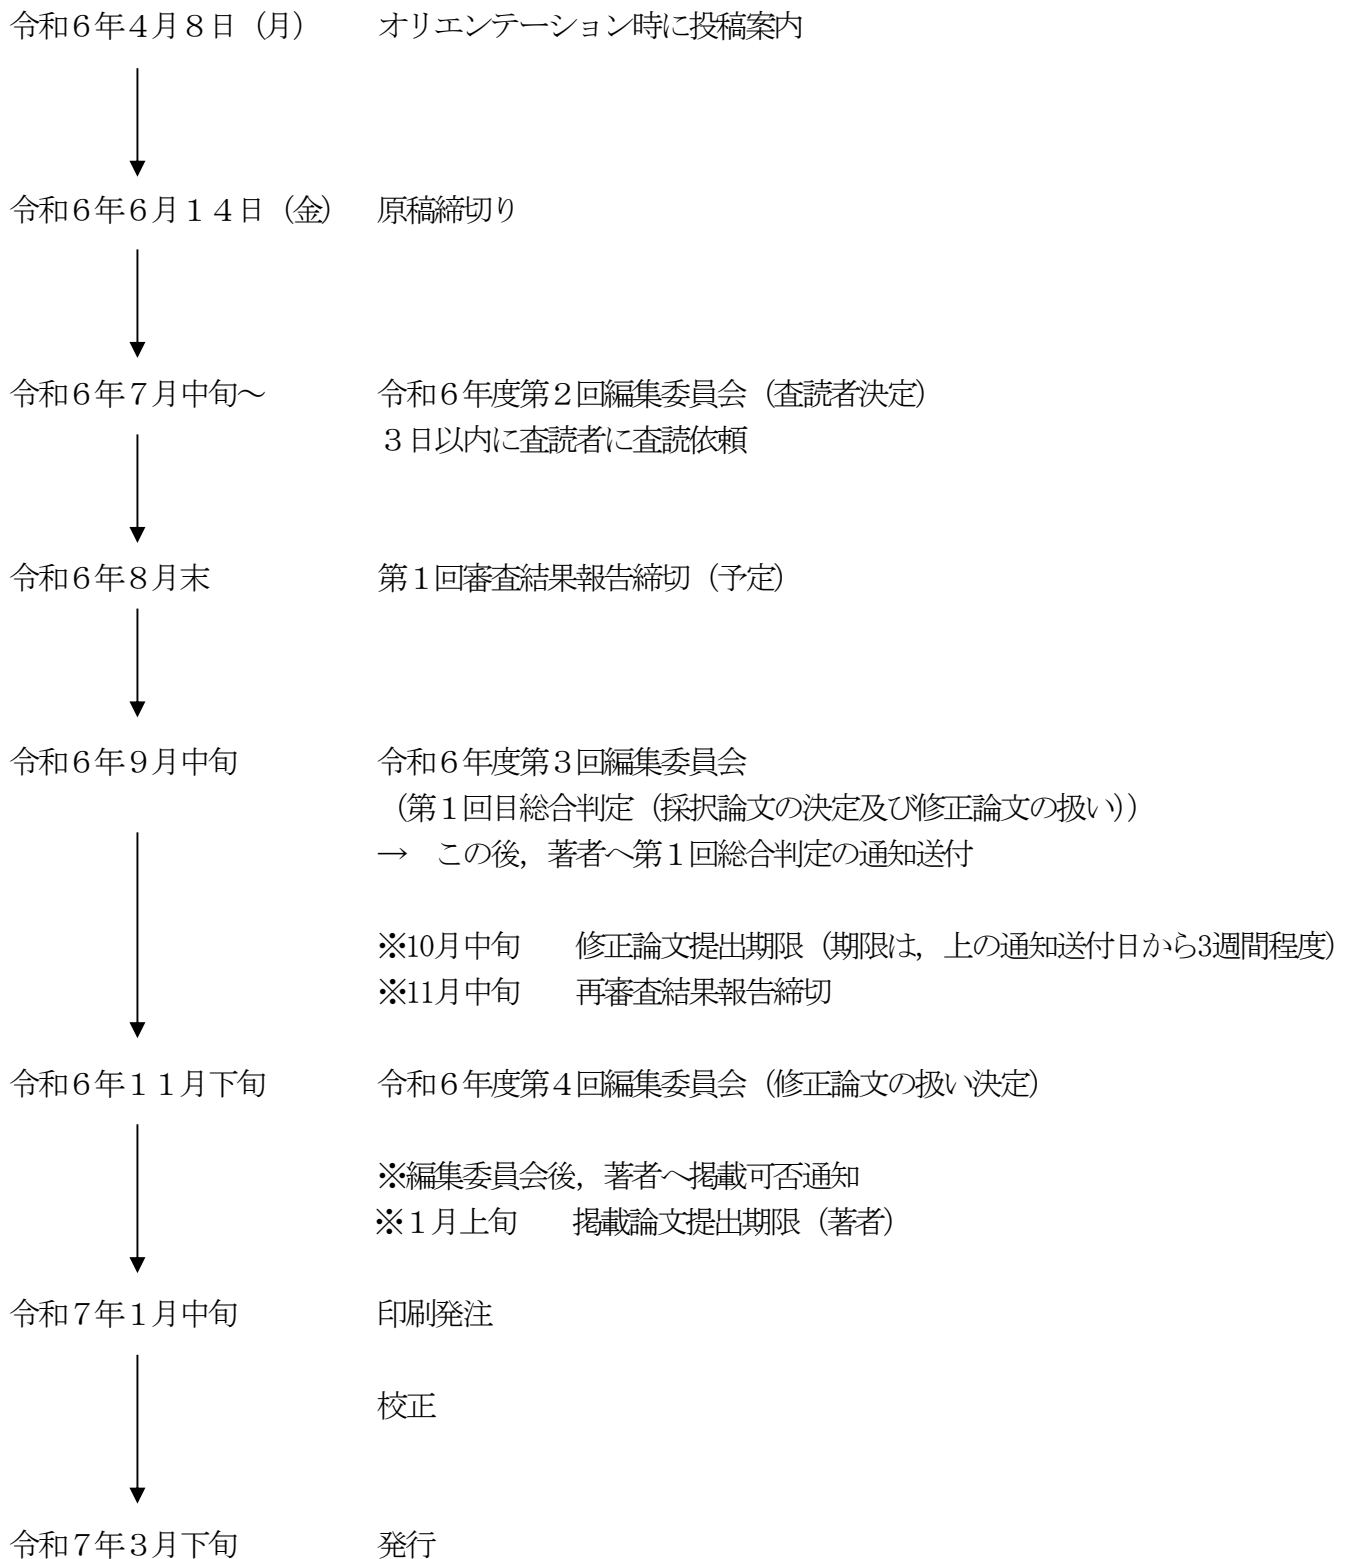 令和６年４月８日（月）　オリエンテーション時に投稿案内
令和６年６月１４日（金）　原稿締切り
令和６年７月中旬～　令和６年度第２回編集委員会（査読者決定）
３日以内に査読者に査読依頼
令和６年８月末　第１回審査結果報告締切（予定）
令和６年９月中旬　令和６年度第３回編集委員会
（第１回目総合判定（採択論文の決定及び修正論文の扱い））
→　この後，著者へ第１回総合判定の通知送付
※10月中旬　修正論文提出期限（期限は，上の通知送付日から3週間程度）
※11月中旬　再審査結果報告締切
令和６年１１月下旬　令和６年度第４回編集委員会（修正論文の扱い決定）
※編集委員会後，著者へ掲載可否通知
※１月上旬　掲載論文提出期限（著者）
令和７年１月中旬　印刷発注
校正
令和７年３月下旬　発行